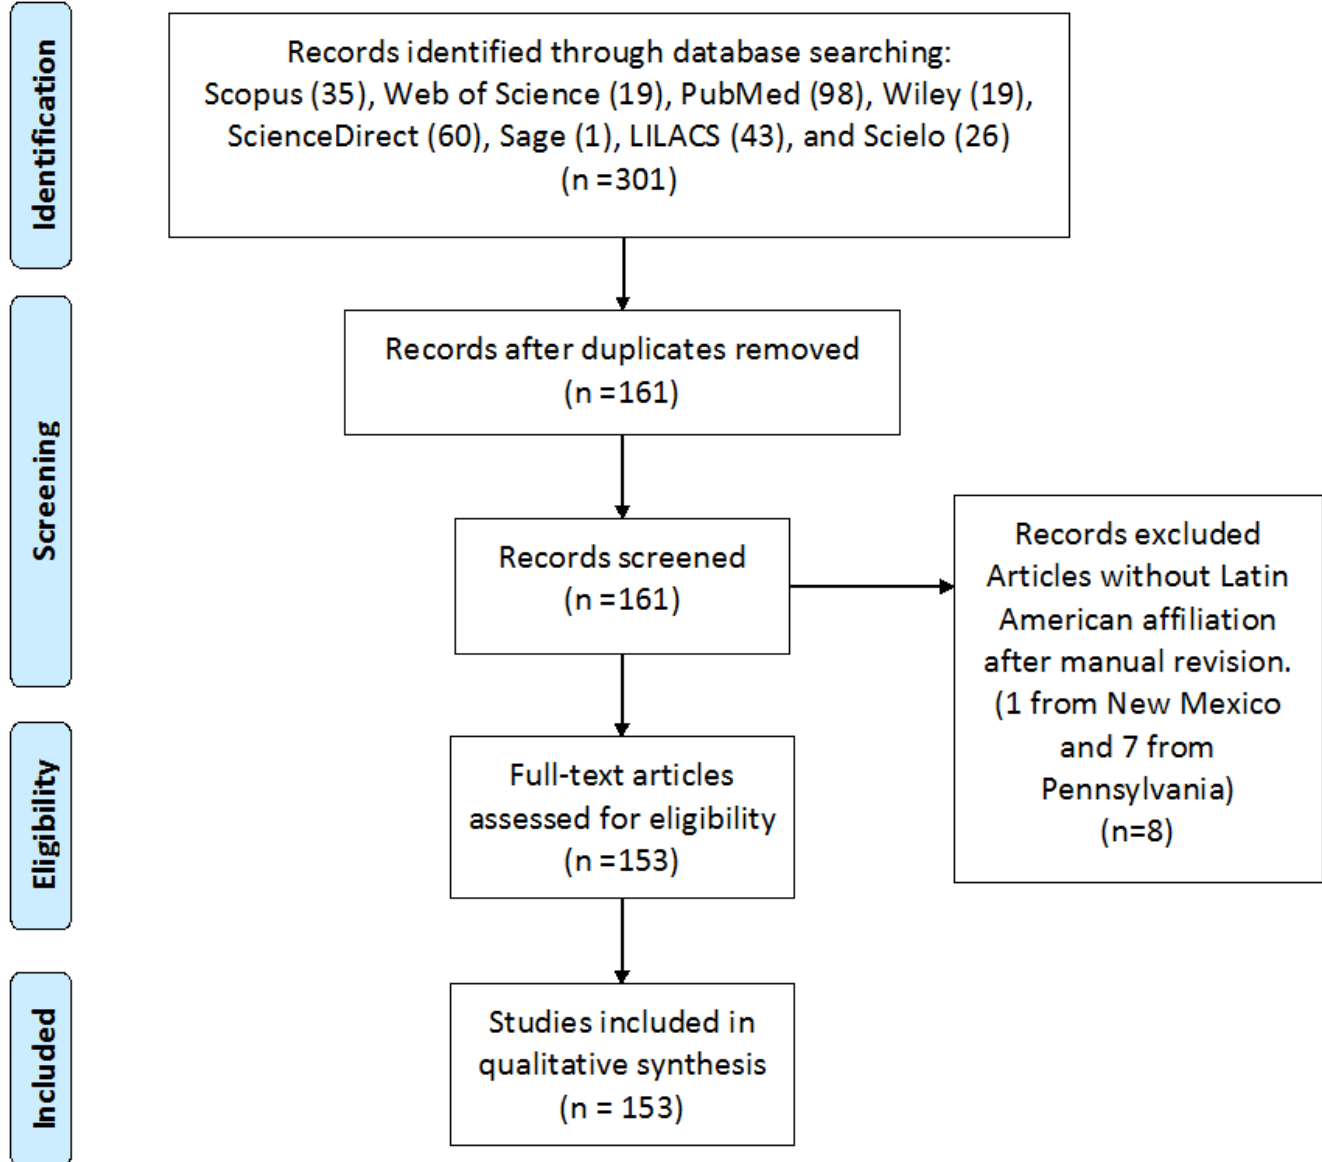 Identification
Records identified through database searching:
Scopus (35), Web of Science (19), PubMed (98), Wiley (19),
ScienceDirect (60), Sage (1), LILACS (43), and Scielo (26)
(n =301)
Screening
Records after duplicates removed
(n =161)
Records screened
(n =161)
Records excluded
Articles without Latin
American affiliation
after manual revision.
(1 from New Mexico
and 7 from
Pennsylvania)
(n=8)
Eligibility
Full-text articles
assessed for eligibility
(n =153)
Included
Studies included in
qualitative synthesis
(n = 153)